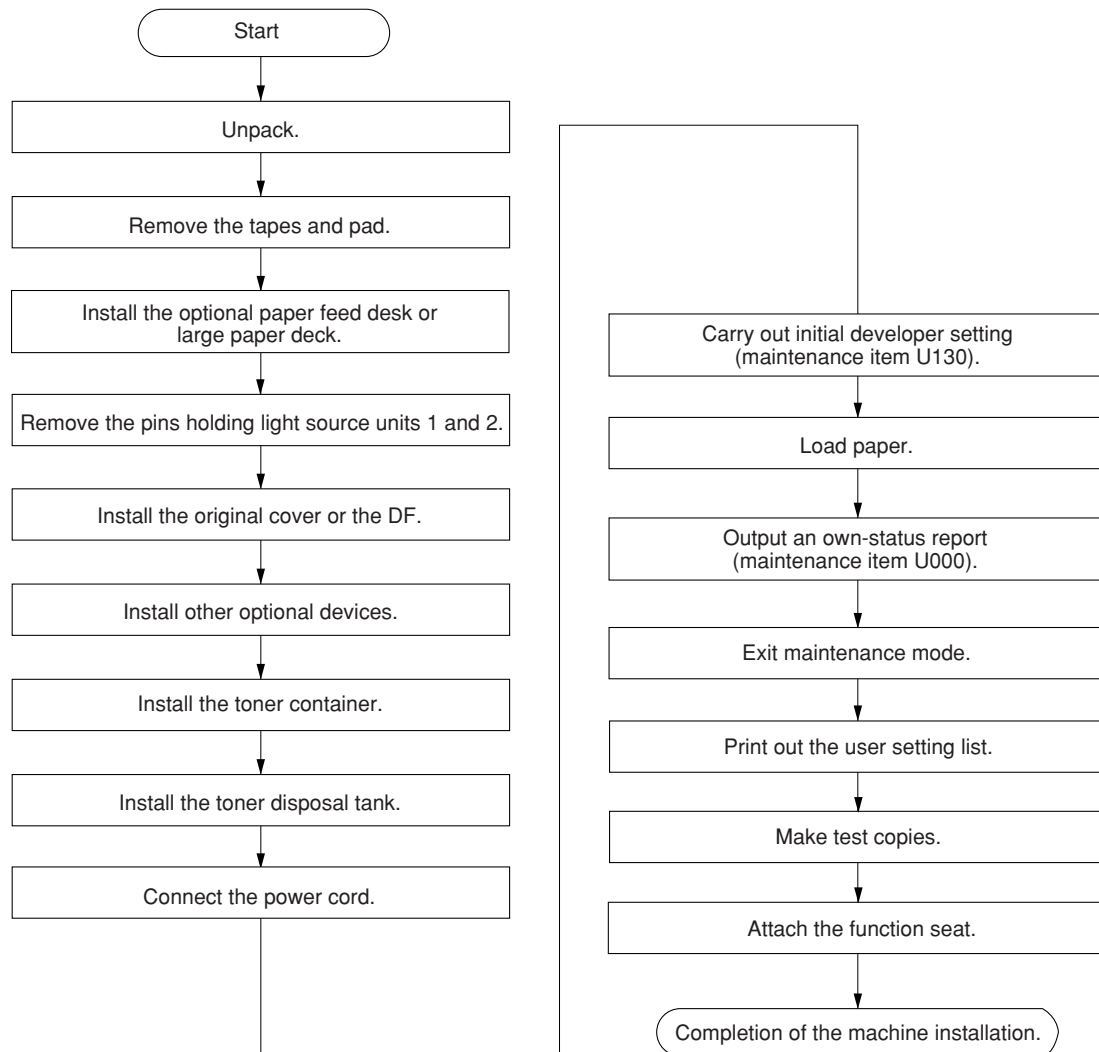 Start
Unpack.
Remove the tapes and pad.
Install the optional paper feed desk or
large paper deck.
Remove the pins holding light source units 1 and 2.
Install the original cover or the DF.
Install other optional devices.
Install the toner container.
Install the toner disposal tank.
Connect the power cord.
Carry out initial developer setting
(maintenance item U130).
Load paper.
Output an own-status report
(maintenance item U000).
Exit maintenance mode.
Print out the user setting list.
Make test copies.
Attach the function seat.
Completion of the machine installation.